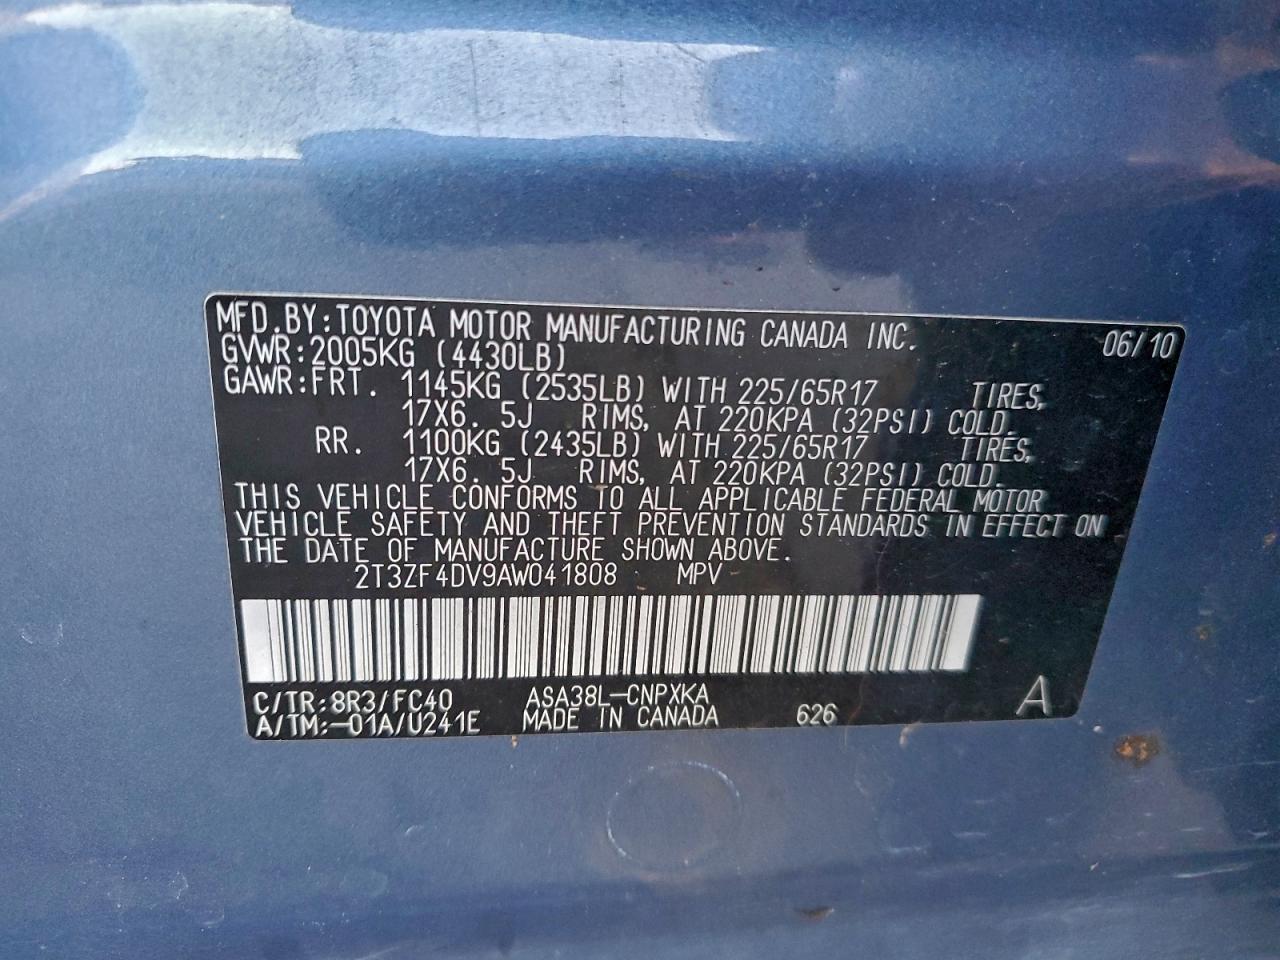 MFD.BY:TOYOTA MOTOR MANUFACTURING CANADA INC. 06/10
GVWR:2005KG (4430LB)
GAWR:FRT. 1145KG (2535LB) WITH 225/65R17 TIRES,
17X6. 5J RIMS, AT 220KPA (32PSI) COLD.
RR. 1100KG (2435LB) WITH 225/65R17 TIRES,
17X6. 5J RIMS, AT 220KPA (32PSI) COLD.
THIS VEHICLE CONFORMS TO ALL APPLICABLE FEDERAL MOTOR
VEHICLE SAFETY AND THEFT PREVENTION STANDARDS IN EFFECT ON
THE DATE OF MANUFACTURE SHOWN ABOVE.
2T3ZF4DV9AW041808 MPV
C/TR:8R3/FC40 ASA38L-CNPXKA
A/TM:-01A/U241E MADE IN CANADA 626 A